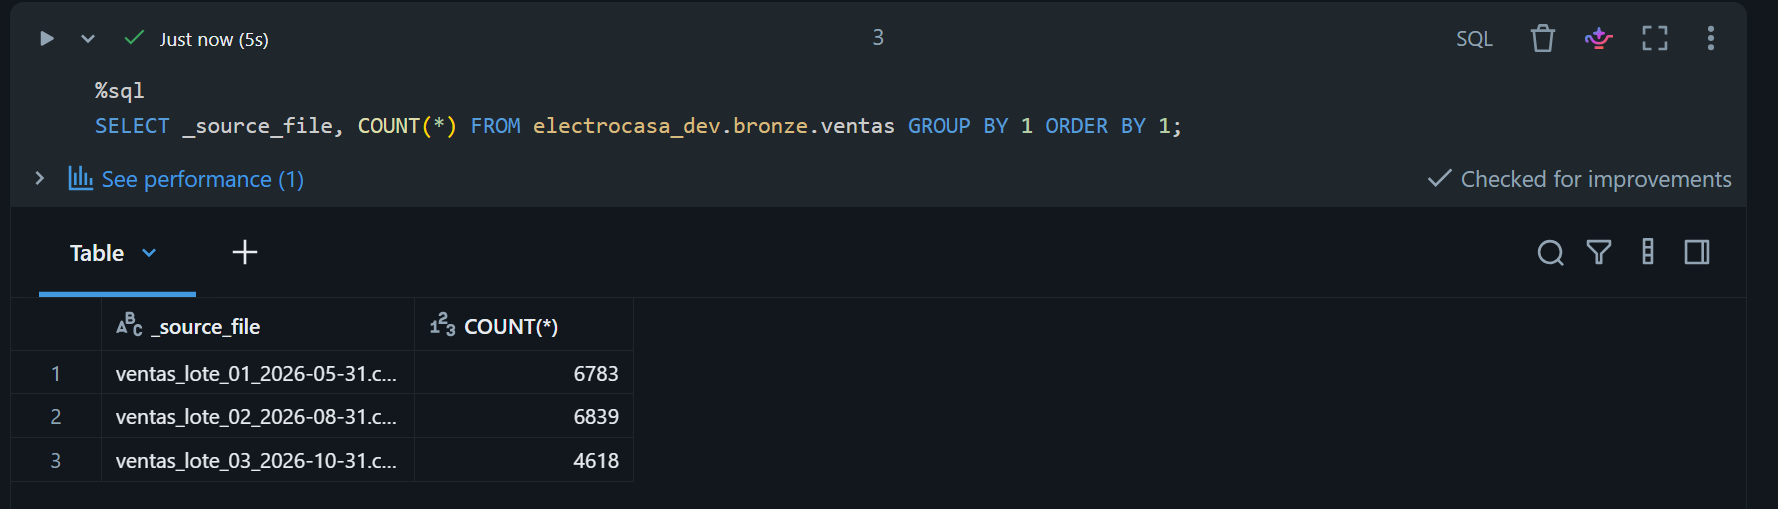 Just now (5s)
3
SQL
%sql
SELECT _source_file, COUNT(*) FROM electrocasa_dev.bronze.ventas GROUP BY 1 ORDER BY 1;
See performance (1)
Checked for improvements
Table
_source_file
COUNT(*)
1 ventas_lote_01_2026-05-31.c... 6783
2 ventas_lote_02_2026-08-31.c... 6839
3 ventas_lote_03_2026-10-31.c... 4618